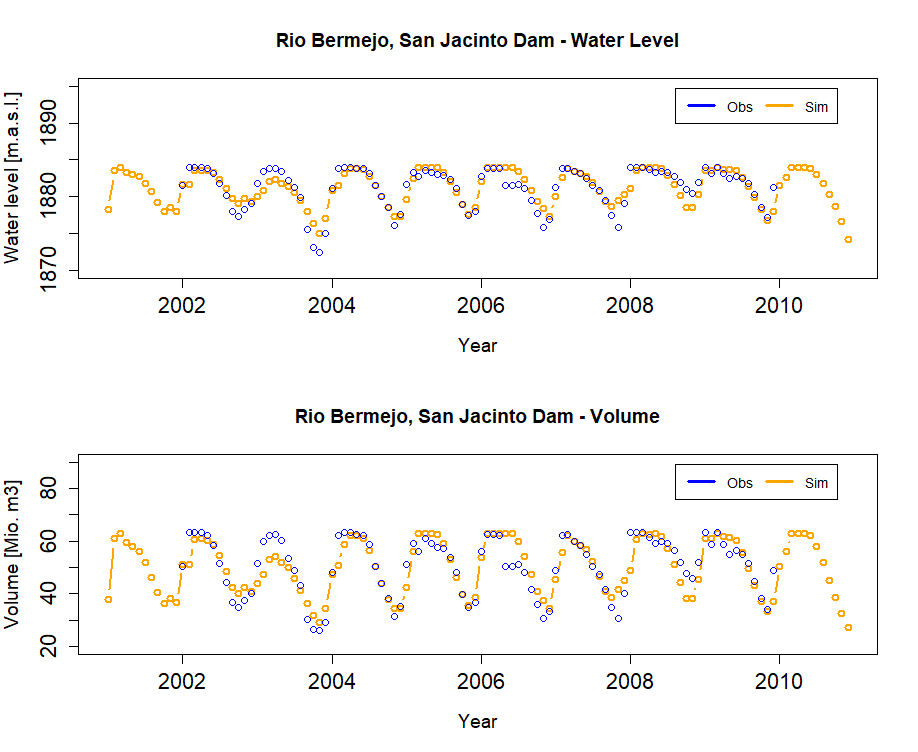 Rio Bermejo, San Jacinto Dam - Water Level
Water level [m.a.s.l.]
1890
1880
1870
Obs
Sim
2002 2004 2006 2008 2010
Year
Rio Bermejo, San Jacinto Dam - Volume
Volume [Mio. m3]
80
60
40
20
Obs
Sim
2002 2004 2006 2008 2010
Year